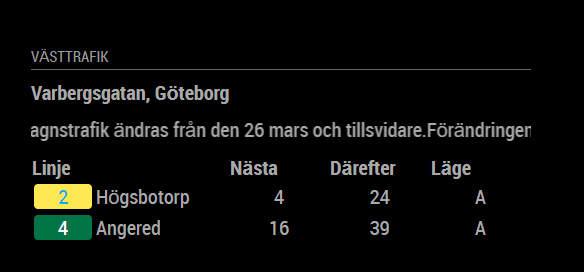 VÄSTTRAFIK
Varbergsgatan, Göteborg
agnstrafik ändras från den 26 mars och tillsvidare.Förändringen
Linje Nästa Därefter Läge
2 Högsbotorp 4 24 A
4 Angered 16 39 A